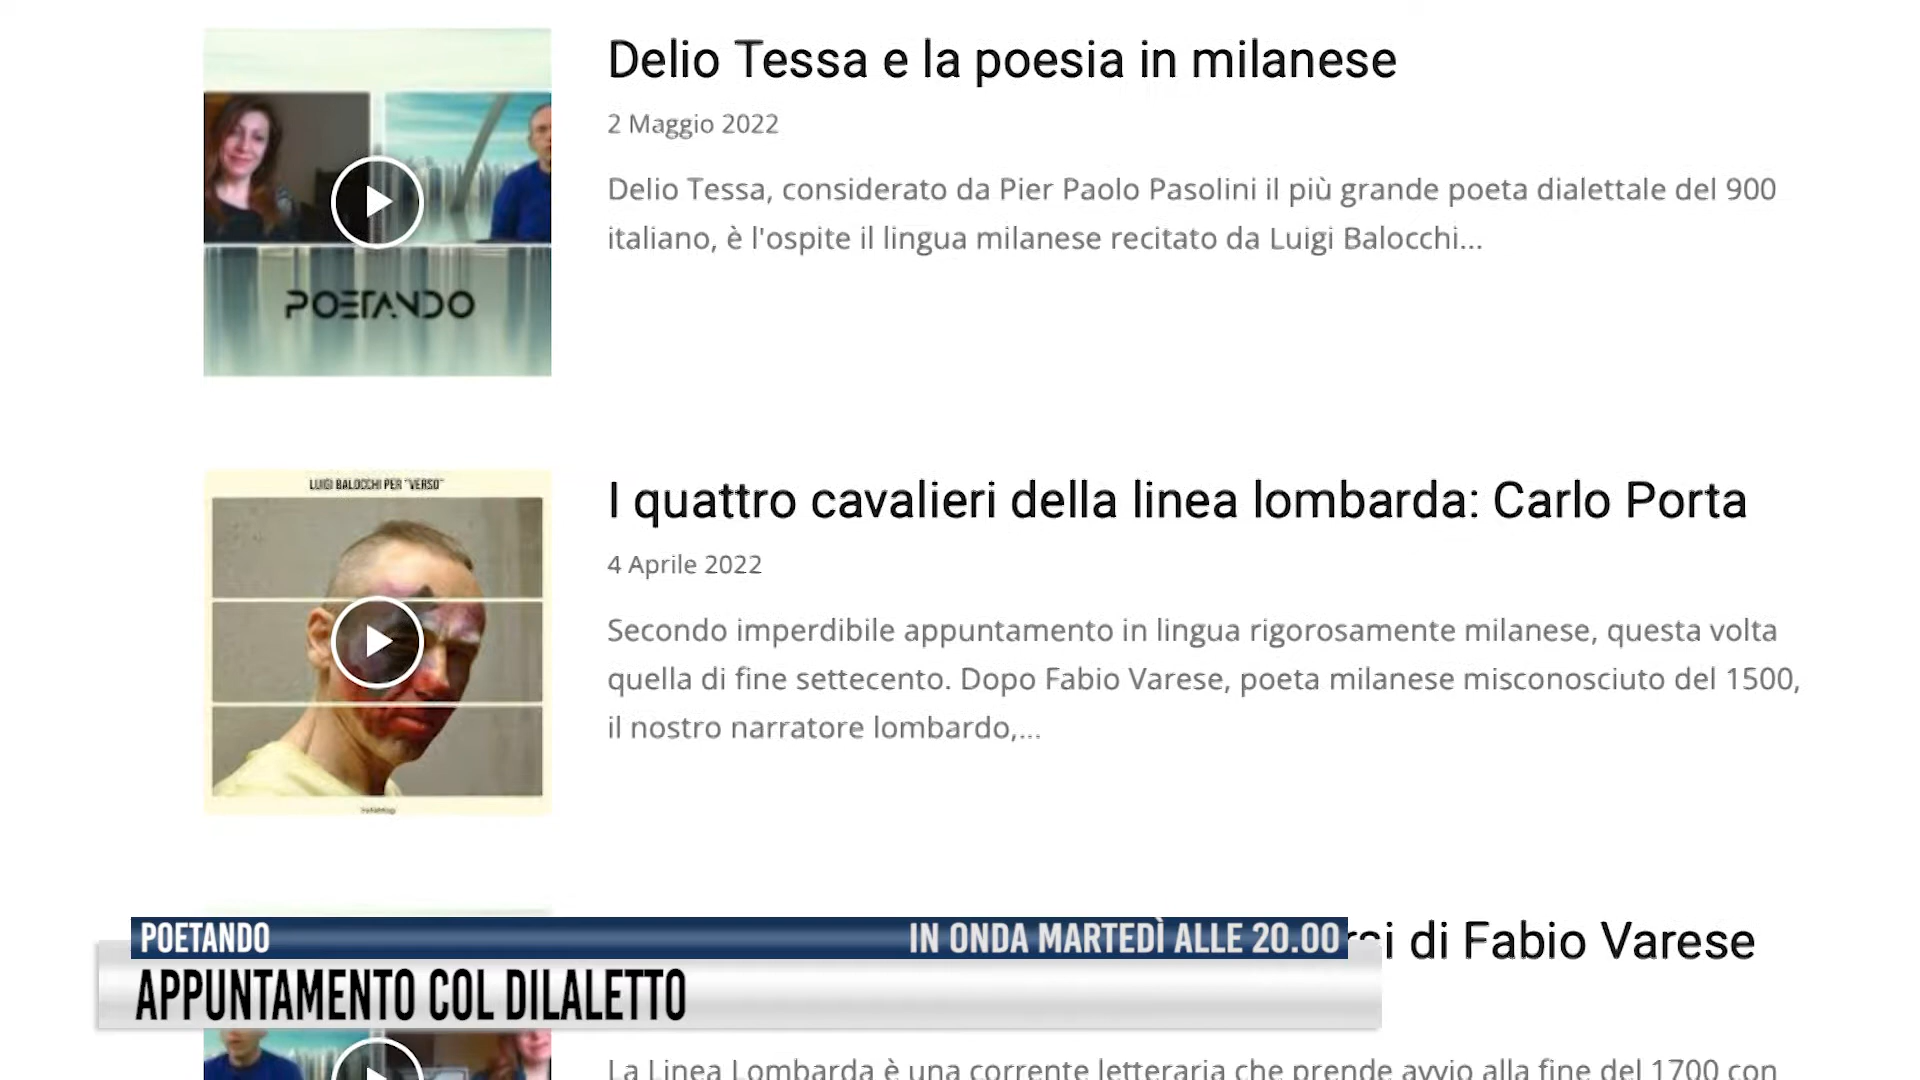 Delio Tessa e la poesia in milanese
2 Maggio 2022
Delio Tessa, considerato da Pier Paolo Pasolini il più grande poeta dialettale del 900
italiano, è l'ospite il lingua milanese recitato da Luigi Balocchi...
POETANDO
LUIGI BALOCCHI PER "VERSO"
I quattro cavalieri della linea lombarda: Carlo Porta
4 Aprile 2022
Secondo imperdibile appuntamento in lingua rigorosamente milanese, questa volta
quella di fine settecento. Dopo Fabio Varese, poeta milanese misconosciuto del 1500,
il nostro narratore lombardo,...
di Fabio Varese
POETANDO
IN ONDA MARTEDÌ ALLE 20.00
APPUNTAMENTO COL DILALETTO
La Linea Lombarda è una corrente letteraria che prende avvio alla fine del 1700 con